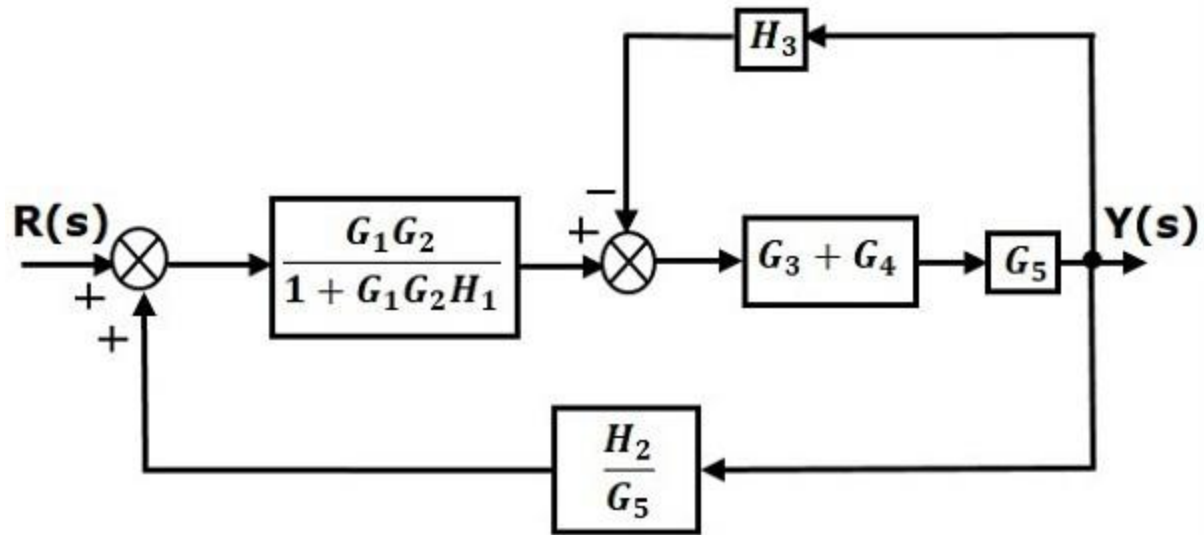 H₃
−
R(s)
+
+
G₁G₂
1 + G₁G₂H₁
+
G₃ + G₄
G₅
Y(s)
H₂
G₅